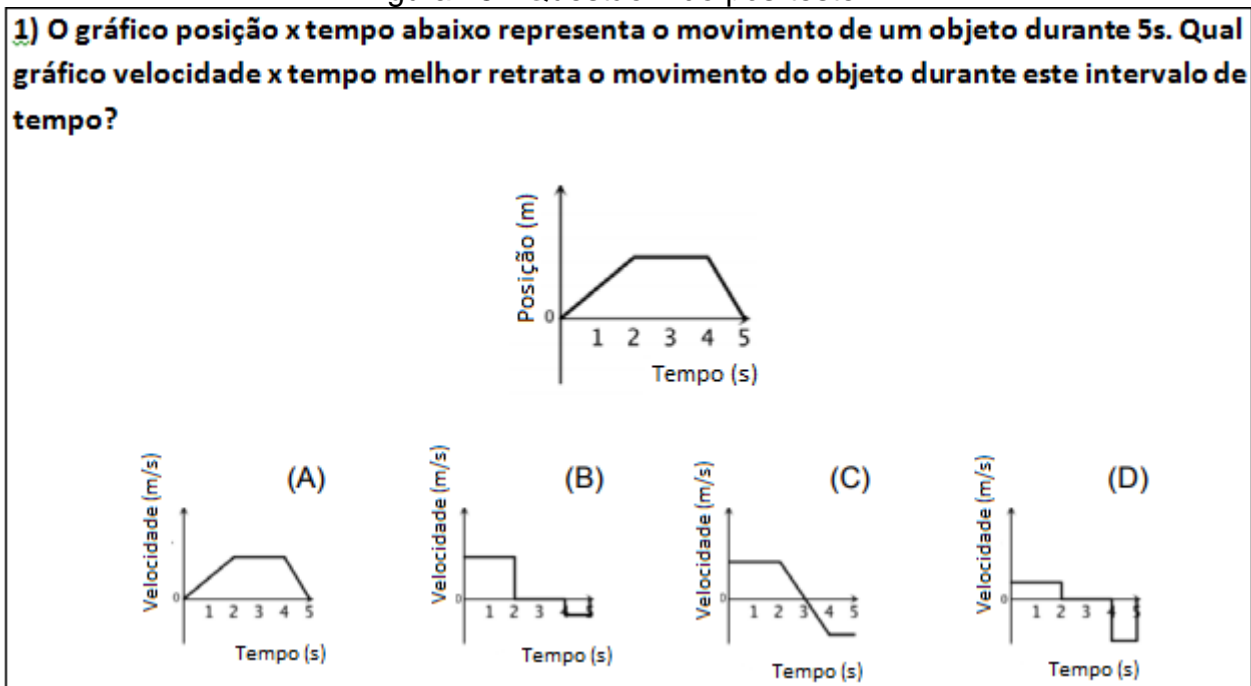 1) O gráfico posição x tempo abaixo representa o movimento de um objeto durante 5s. Qual
gráfico velocidade x tempo melhor retrata o movimento do objeto durante este intervalo de
tempo?
Posição (m)
0
1 2 3 4 5
Tempo (s)
(A)
Velocidade (m/s)
0
1 2 3 4 5
Tempo (s)
(B)
Velocidade (m/s)
0
1 2 3 4 5
Tempo (s)
(C)
Velocidade (m/s)
0
1 2 3 4 5
Tempo (s)
(D)
Velocidade (m/s)
0
1 2 3 4 5
Tempo (s)